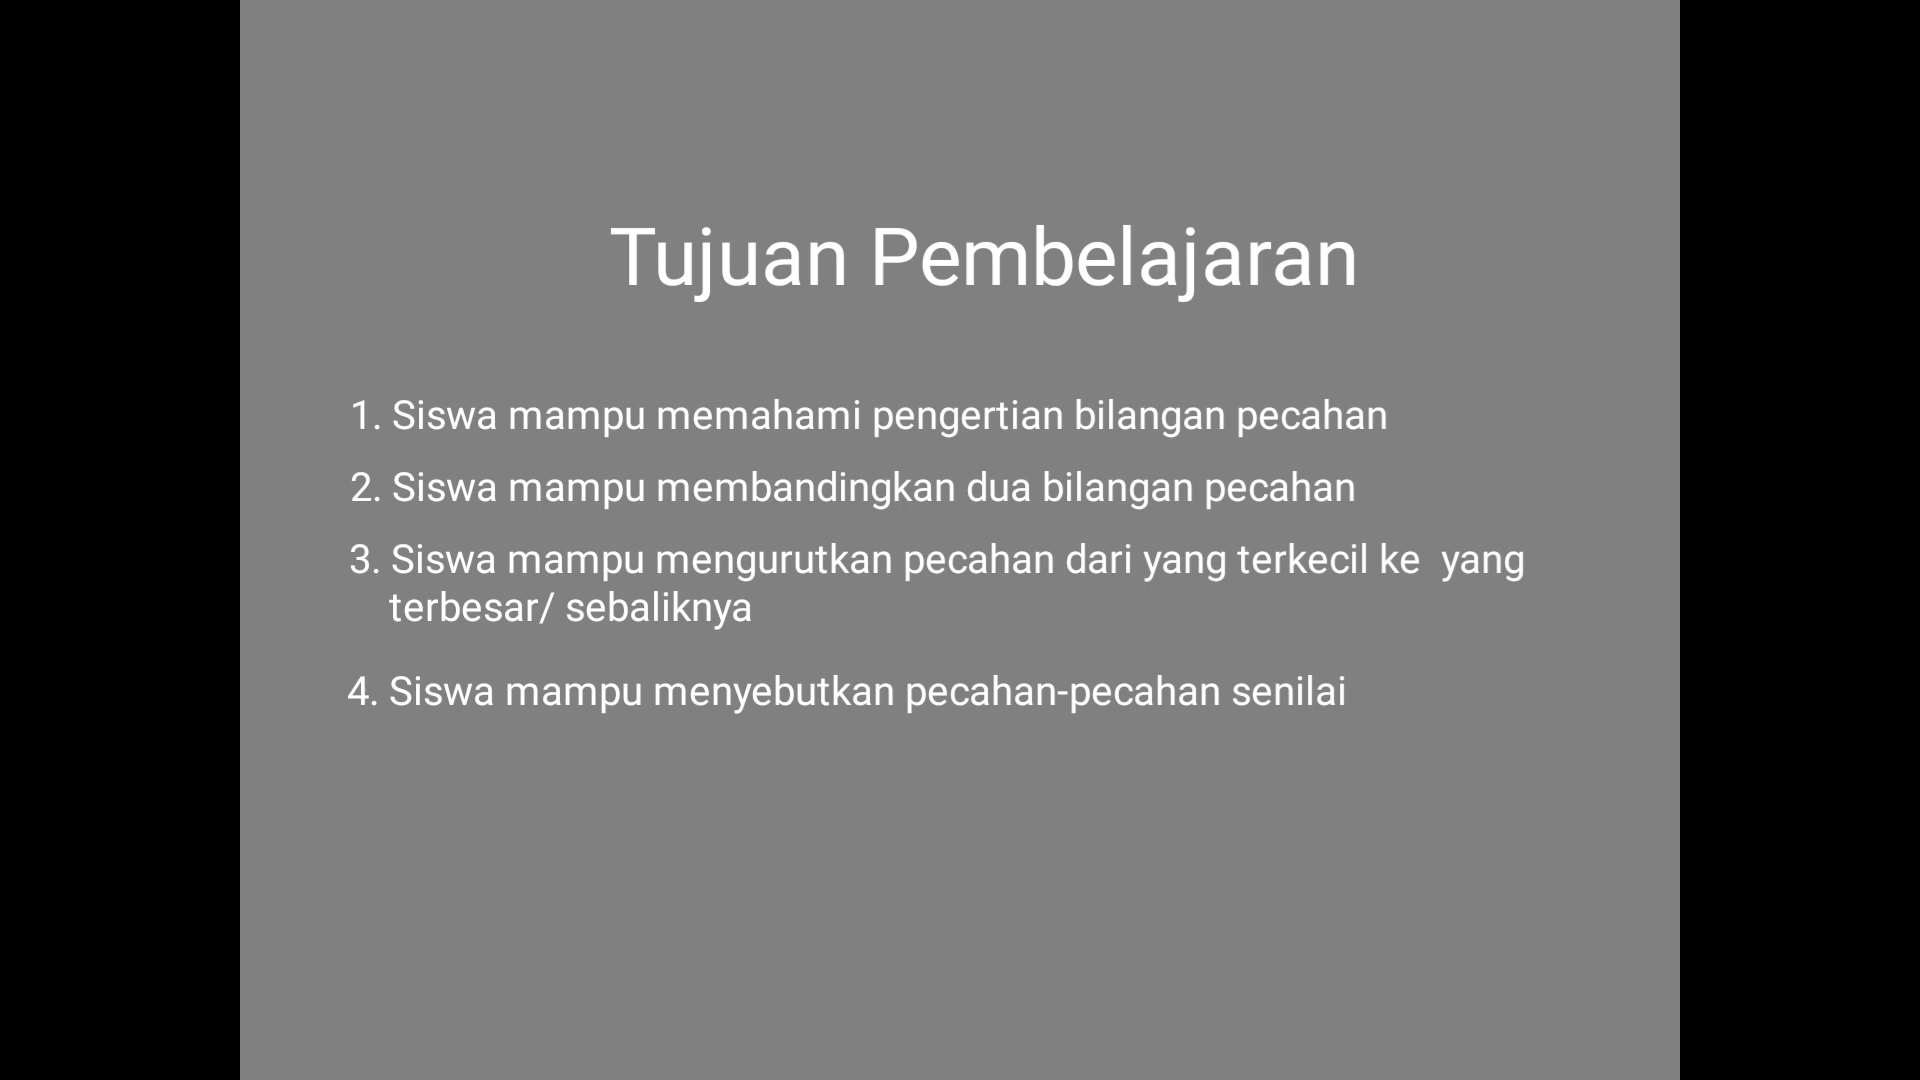 Tujuan Pembelajaran
1. Siswa mampu memahami pengertian bilangan pecahan
2. Siswa mampu membandingkan dua bilangan pecahan
3. Siswa mampu mengurutkan pecahan dari yang terkecil ke  yang
terbesar/ sebaliknya
4. Siswa mampu menyebutkan pecahan-pecahan senilai